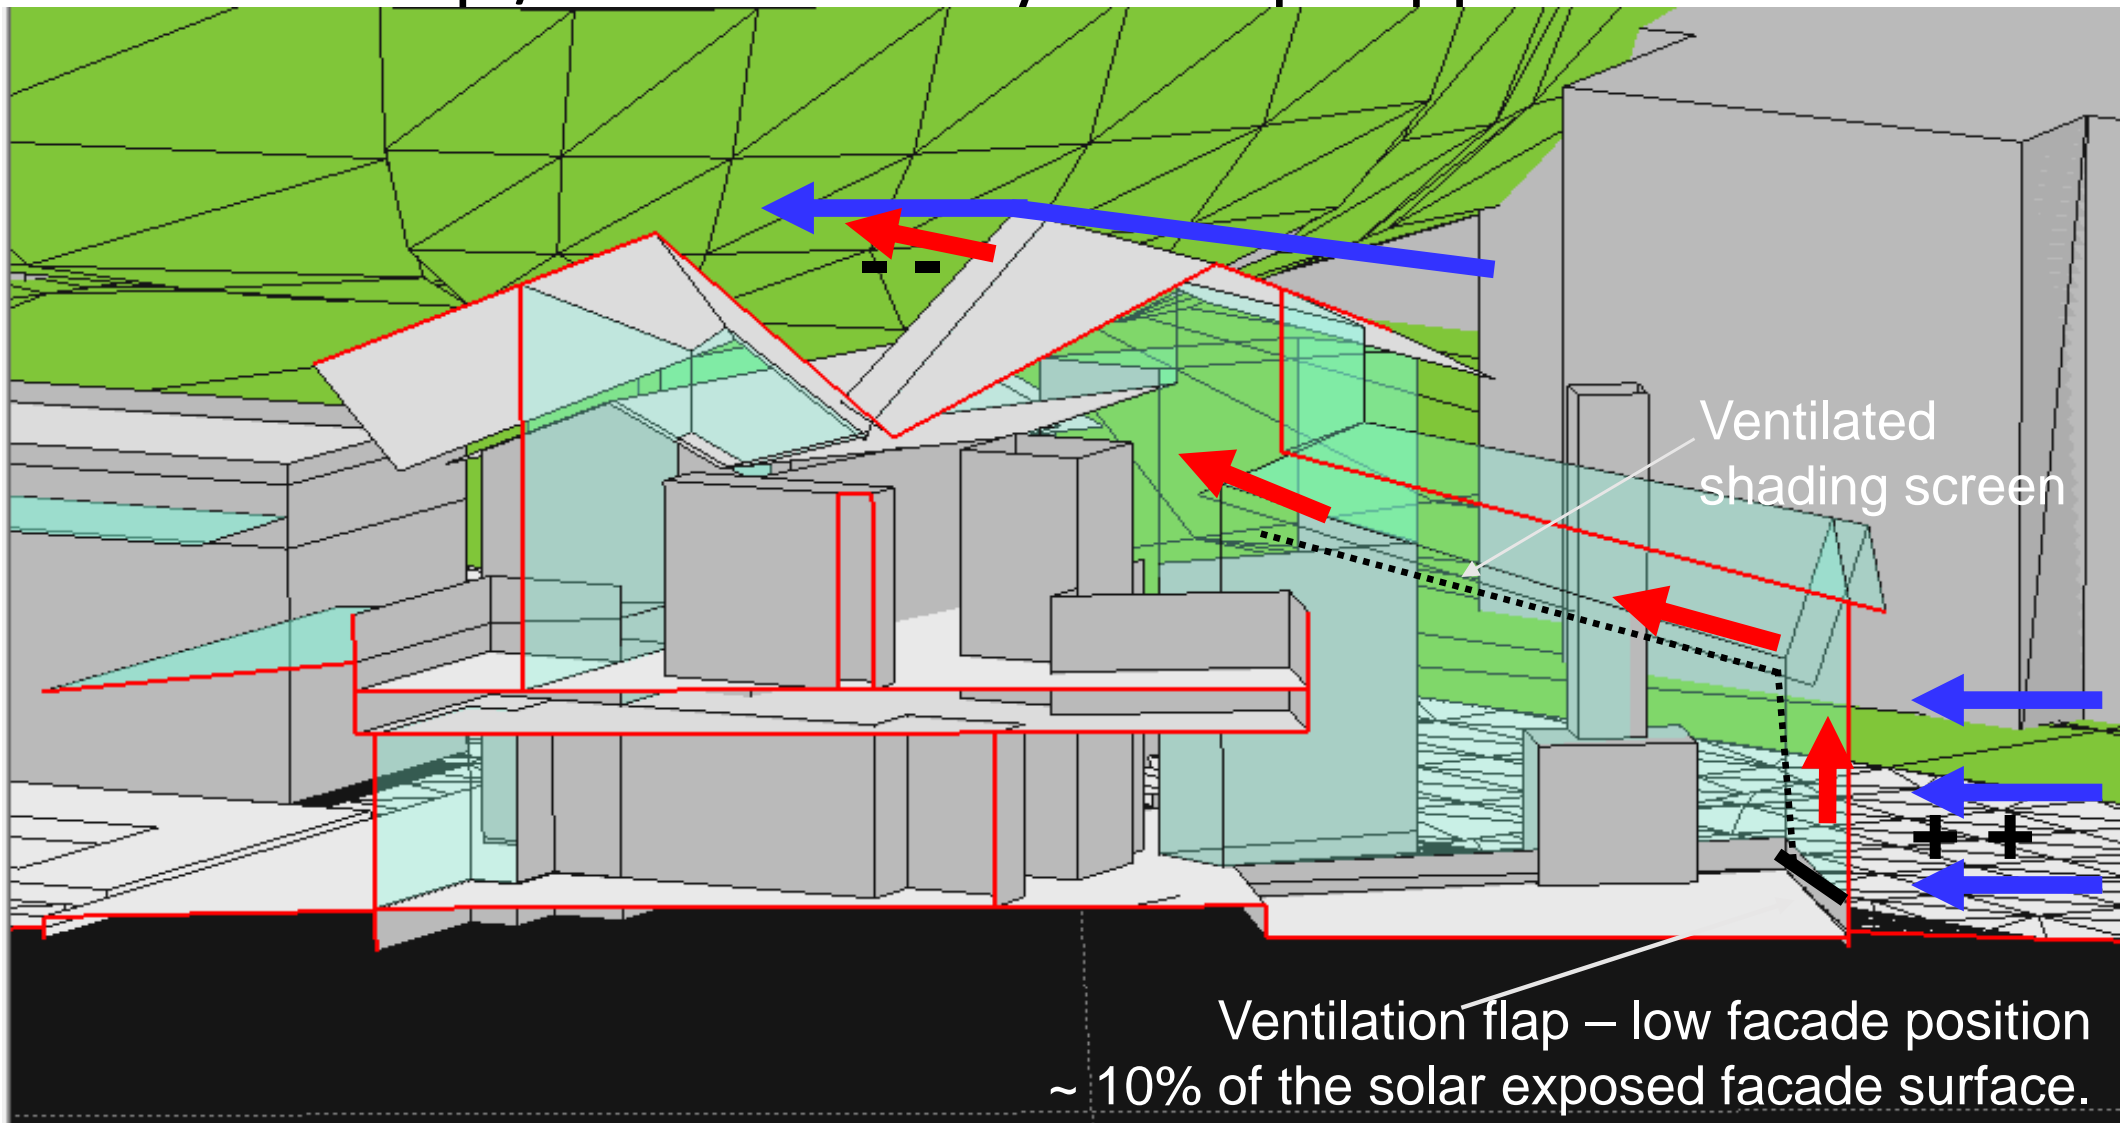 - -
Ventilated
shading screen
+ +
Ventilation flap – low facade position
~ 10% of the solar exposed facade surface.